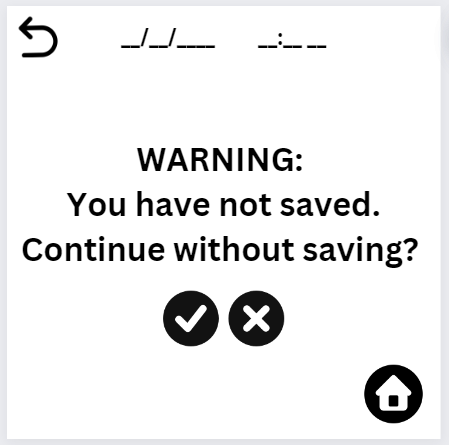 __/__/____ __:__ __
WARNING:
You have not saved.
Continue without saving?